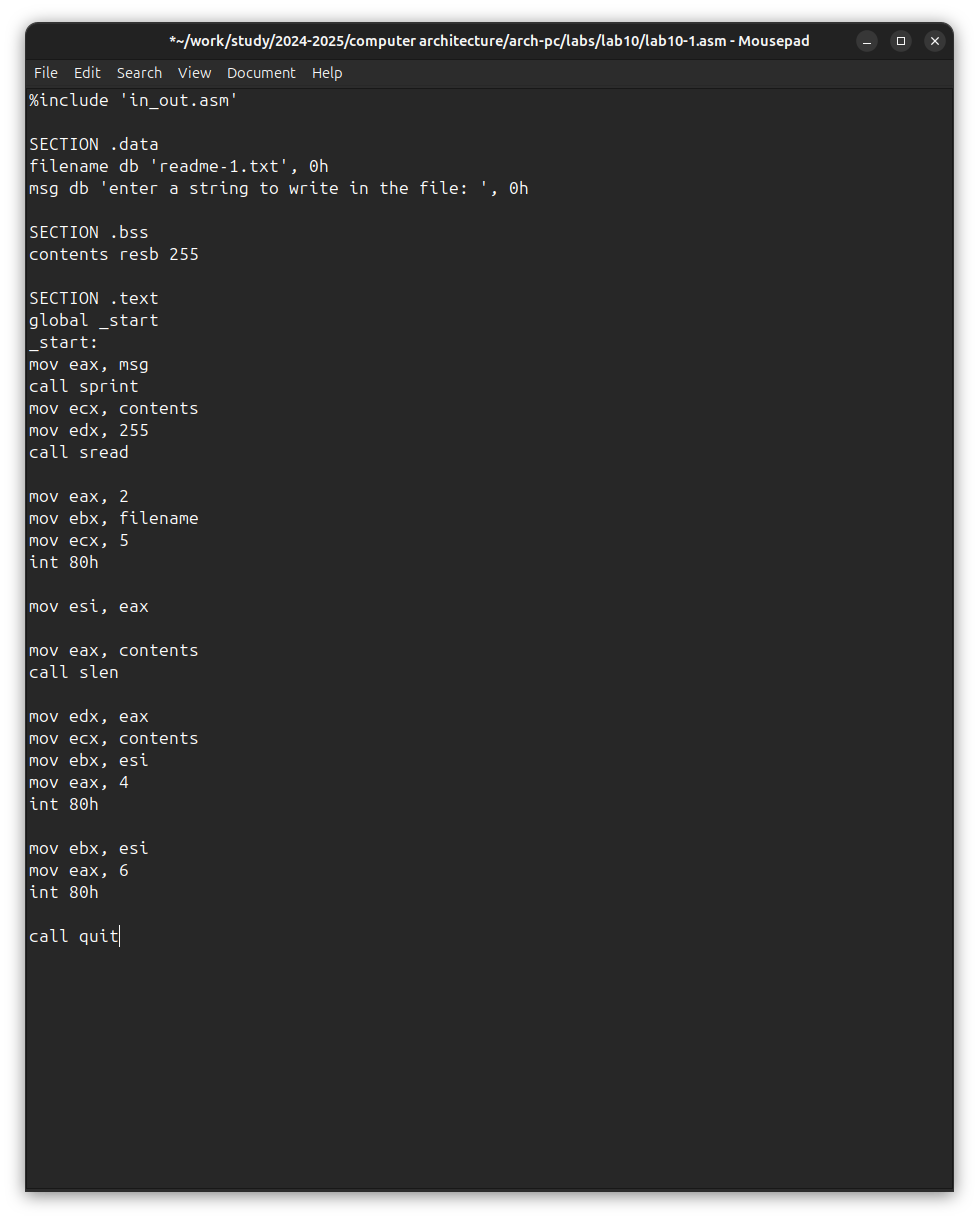 *~/work/study/2024-2025/computer architecture/arch-pc/labs/lab10/lab10-1.asm - Mousepad
File Edit Search View Document Help
%include 'in_out.asm'
SECTION .data
filename db 'readme-1.txt', 0h
msg db 'enter a string to write in the file: ', 0h
SECTION .bss
contents resb 255
SECTION .text
global _start
_start:
mov eax, msg
call sprint
mov ecx, contents
mov edx, 255
call sread
mov eax, 2
mov ebx, filename
mov ecx, 5
int 80h
mov esi, eax
mov eax, contents
call slen
mov edx, eax
mov ecx, contents
mov ebx, esi
mov eax, 4
int 80h
mov ebx, esi
mov eax, 6
int 80h
call quit